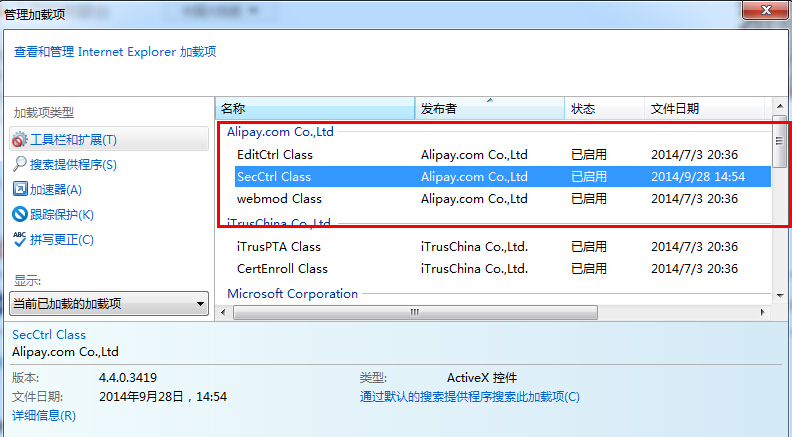 管理加载项
查看和管理 Internet Explorer 加载项
加载项类型
工具栏和扩展(T)
搜索提供程序(S)
加速器(A)
跟踪保护(K)
ABC 拼写更正(C)
显示:
当前已加载的加载项
名称 发布者 状态 文件日期
Alipay.com Co.,Ltd
EditCtrl Class Alipay.com Co.,Ltd 已启用 2014/7/3 20:36
SecCtrl Class Alipay.com Co.,Ltd 已启用 2014/9/28 14:54
webmod Class Alipay.com Co.,Ltd 已启用 2014/7/3 20:36
iTrusChina Co.,Ltd.
iTrusPTA Class iTrusChina Co.,Ltd. 已启用 2014/7/3 20:36
CertEnroll Class iTrusChina Co.,Ltd. 已启用 2014/7/3 20:36
Microsoft Corporation
SecCtrl Class
Alipay.com Co.,Ltd
版本: 4.4.0.3419 类型: ActiveX 控件
文件日期: 2014年9月28日，14:54 通过默认的搜索提供程序搜索此加载项(C)
详细信息(R)